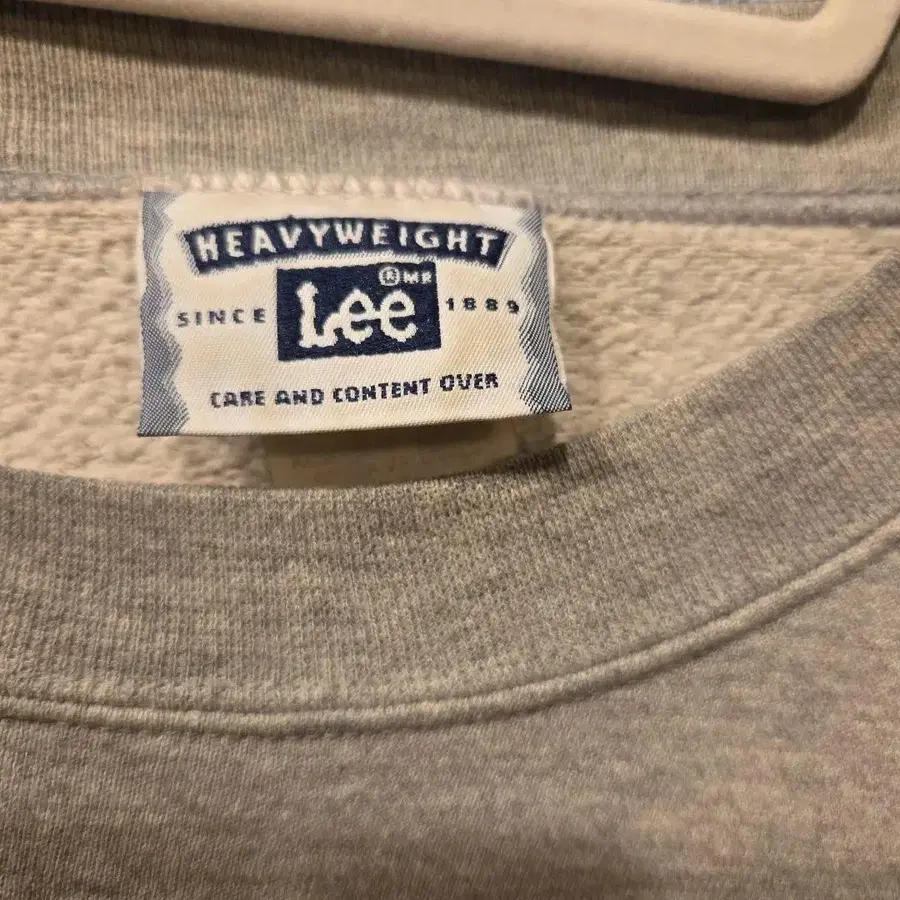 HEAVYWEIGHT
®MR
SINCE Lee 1889
CARE AND CONTENT OVER